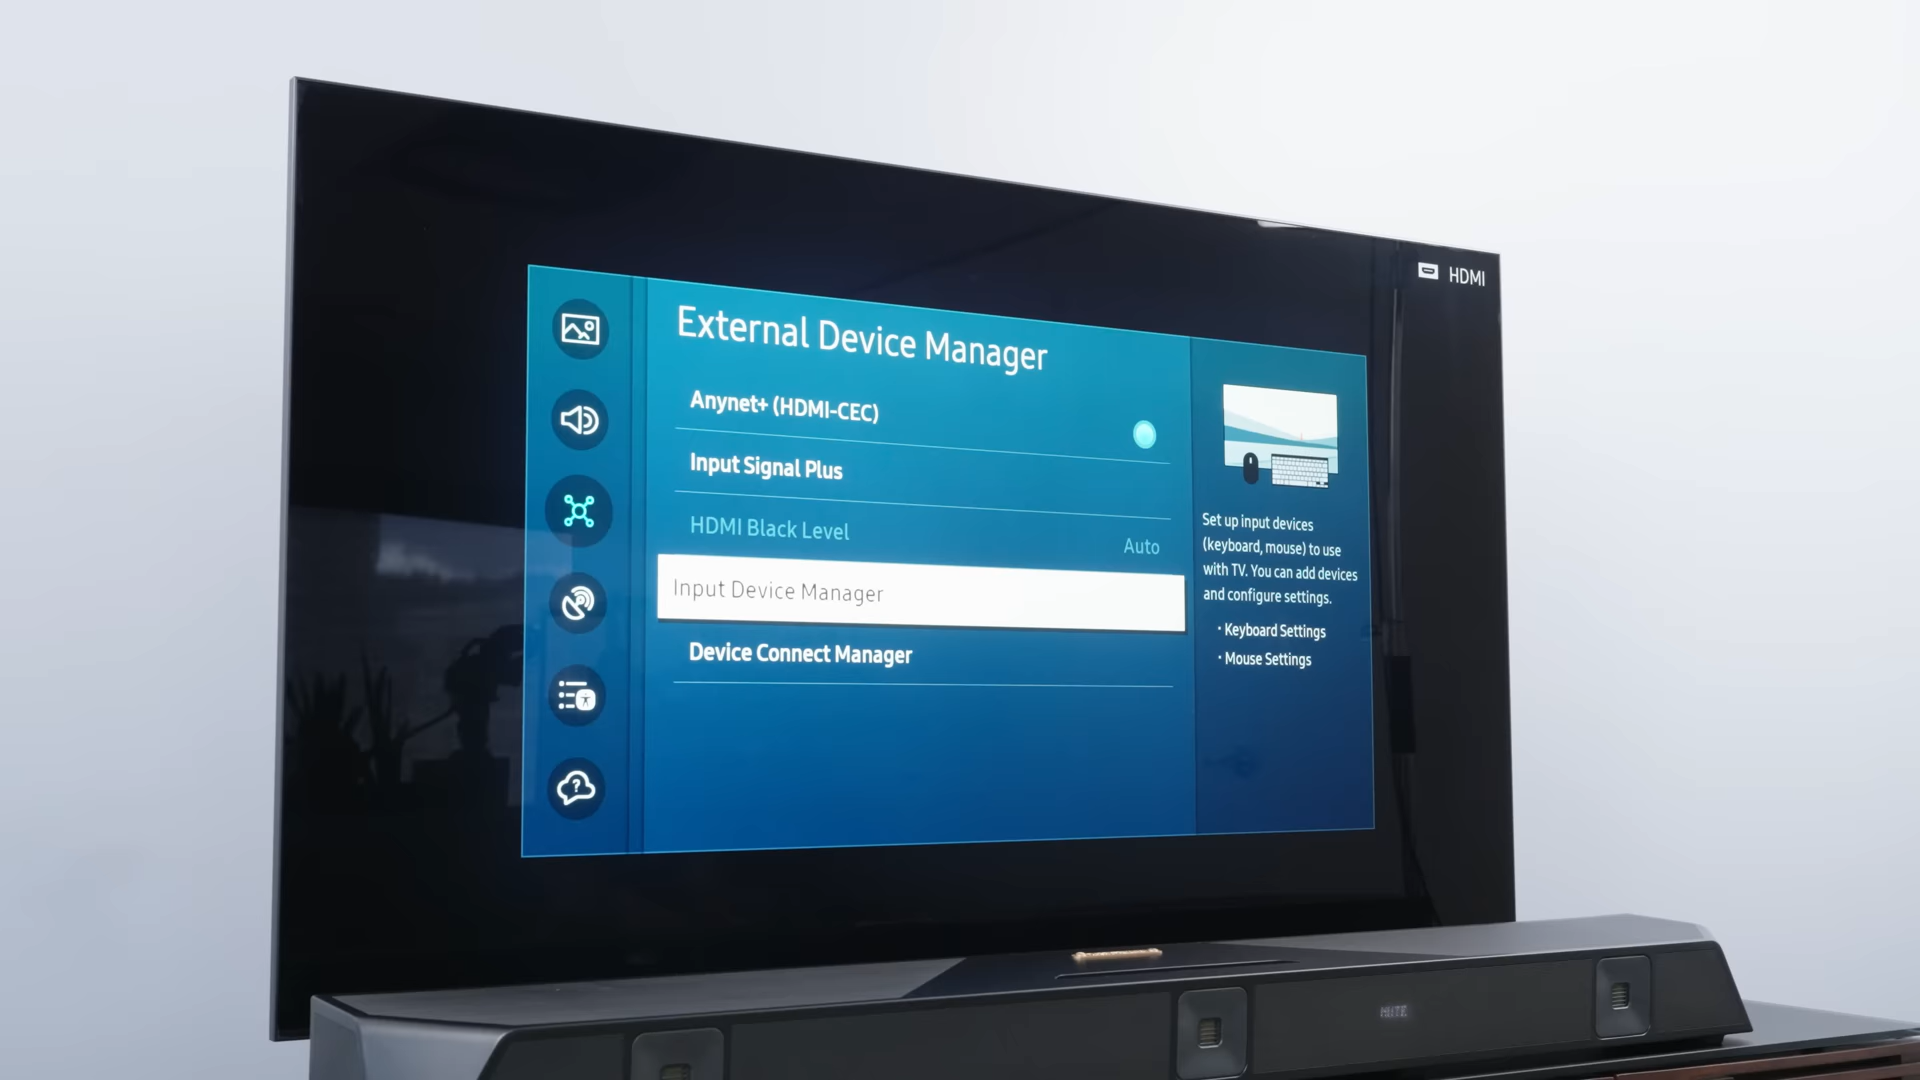 HDMI
External Device Manager
Anynet+ (HDMI-CEC)
Input Signal Plus
HDMI Black Level
Auto
Input Device Manager
Device Connect Manager
Set up input devices
(keyboard, mouse) to use
with TV. You can add devices
and configure settings.
· Keyboard Settings
· Mouse Settings
MUTE